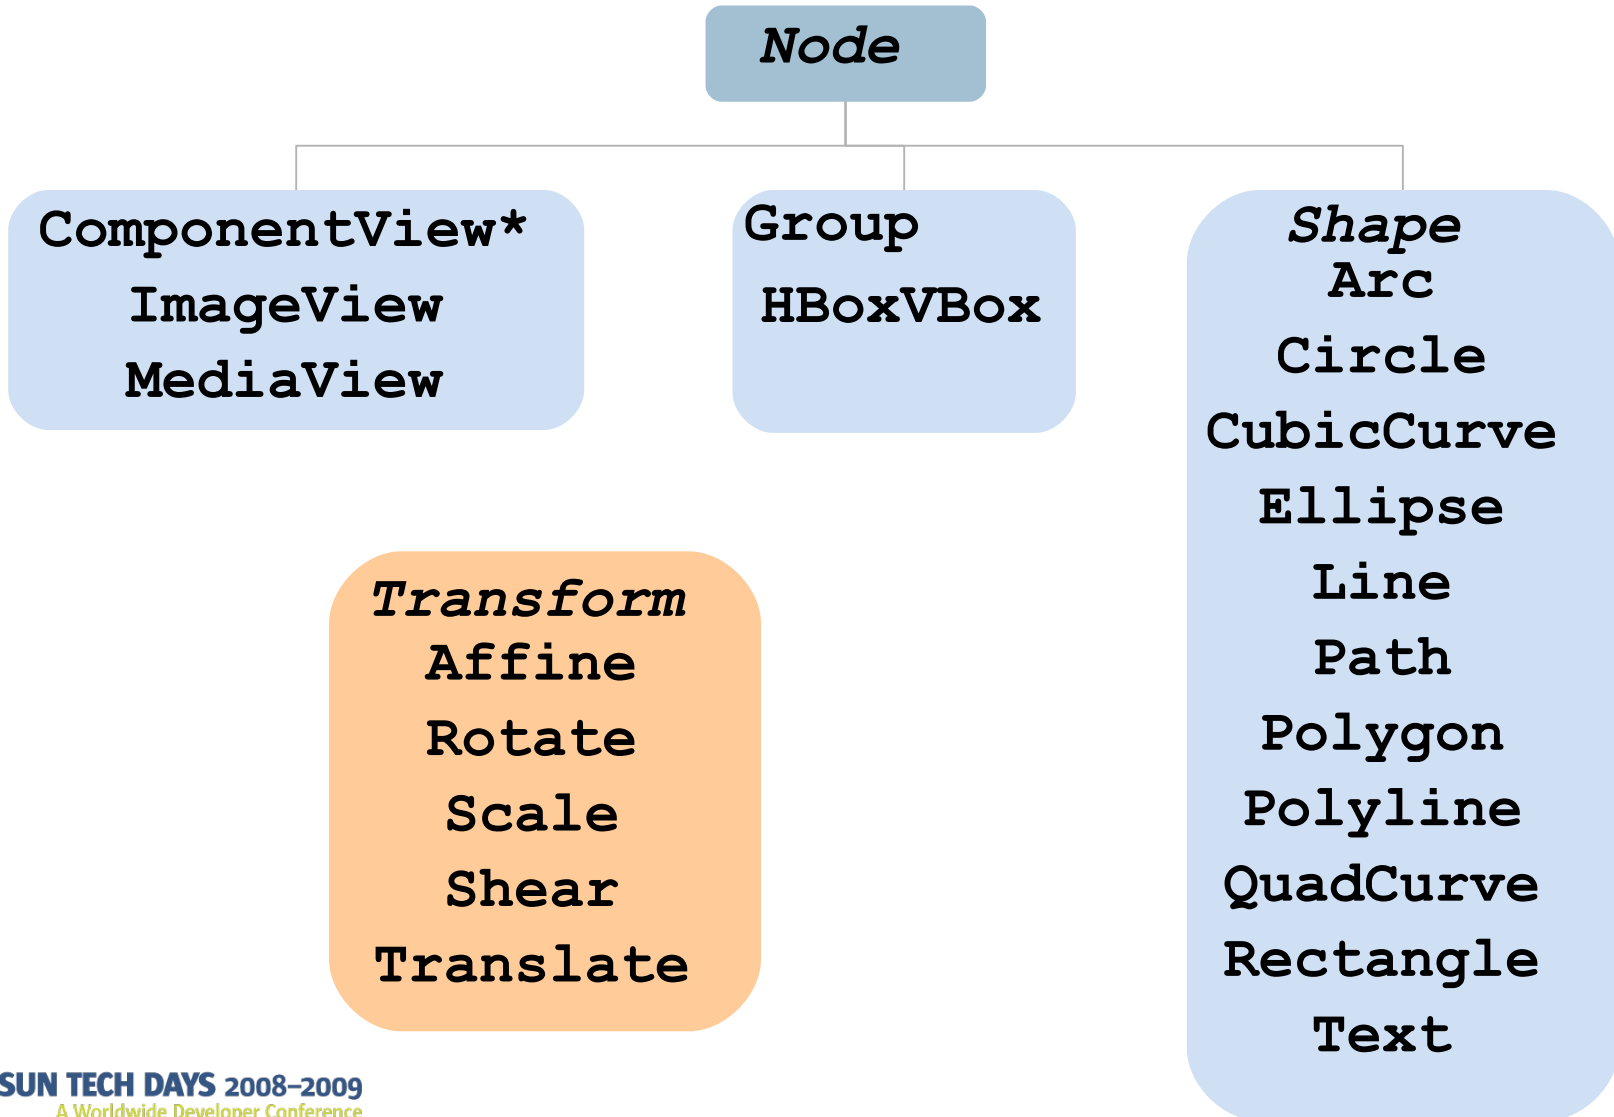 Node
ComponentView*
ImageView
MediaView
Group
HBoxVBox
Shape
Arc
Circle
CubicCurve
Ellipse
Line
Path
Polygon
Polyline
QuadCurve
Rectangle
Text
Transform
Affine
Rotate
Scale
Shear
Translate
SUN TECH DAYS 2008–2009
A Worldwide Developer Conference